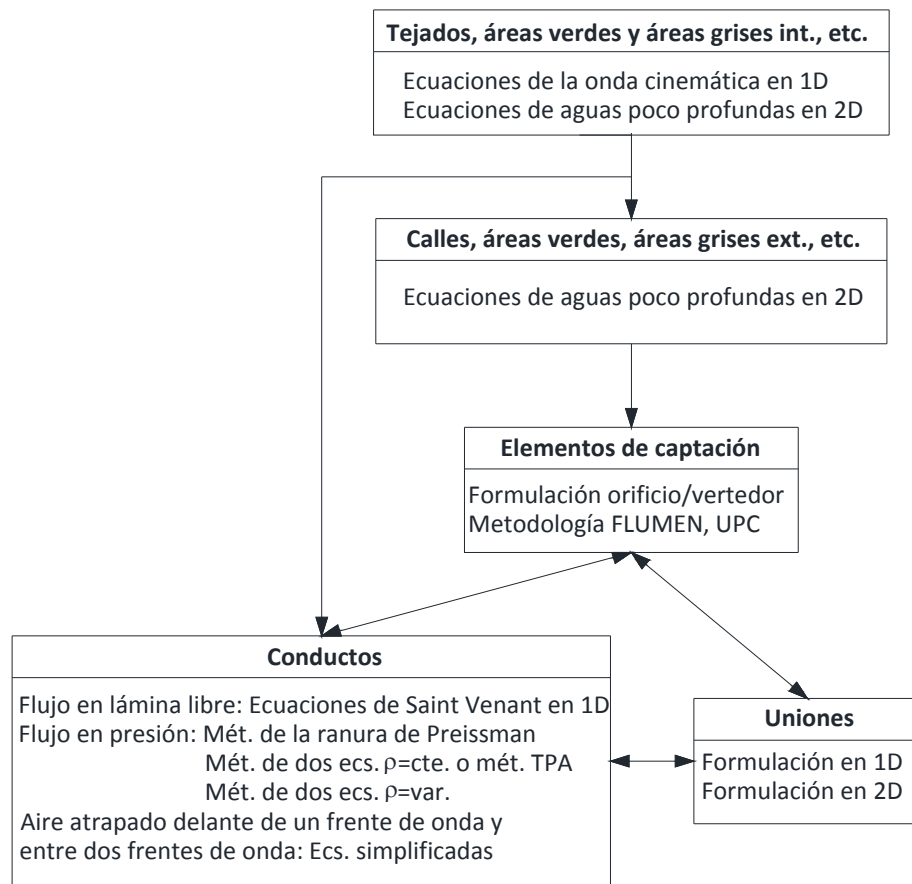 Tejados, áreas verdes y áreas grises int., etc.
Ecuaciones de la onda cinemática en 1D
Ecuaciones de aguas poco profundas en 2D
Calles, áreas verdes, áreas grises ext., etc.
Ecuaciones de aguas poco profundas en 2D
Elementos de captación
Formulación orificio/vertedor
Metodología FLUMEN, UPC
Conductos
Flujo en lámina libre: Ecuaciones de Saint Venant en 1D
Flujo en presión: Mét. de la ranura de Preissman
Mét. de dos ecs. ρ=cte. o mét. TPA
Mét. de dos ecs. ρ=var.
Aire atrapado delante de un frente de onda y
entre dos frentes de onda: Ecs. simplificadas
Uniones
Formulación en 1D
Formulación en 2D